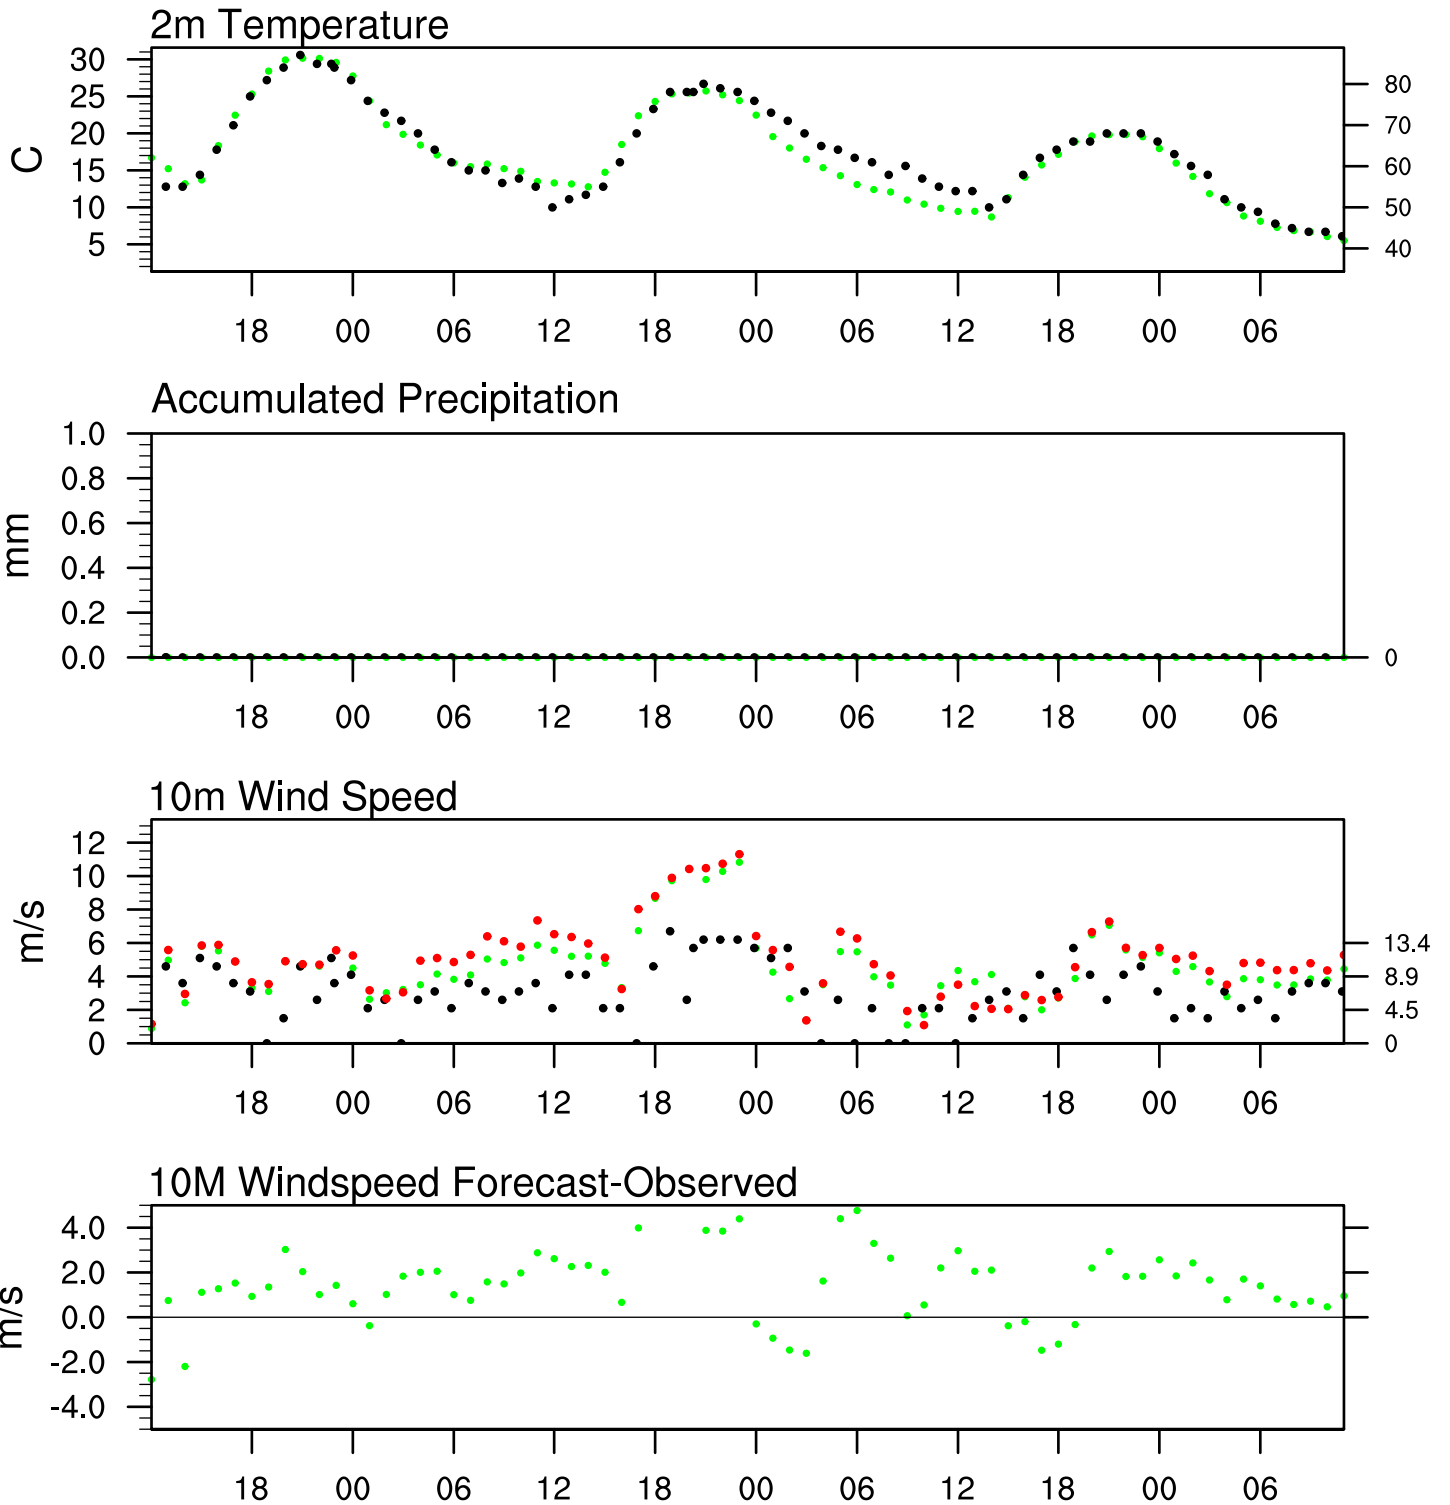 2m Temperature
30
25
20
15
10
5
C
80
70
60
50
40
18 00 06 12 18 00 06 12 18 00 06
Accumulated Precipitation
1.0
0.8
0.6
0.4
0.2
0.0
mm
0
18 00 06 12 18 00 06 12 18 00 06
10m Wind Speed
12
10
8
6
4
2
0
m/s
13.4
8.9
4.5
0
18 00 06 12 18 00 06 12 18 00 06
10M Windspeed Forecast-Observed
4.0
2.0
0.0
-2.0
-4.0
m/s
18 00 06 12 18 00 06 12 18 00 06